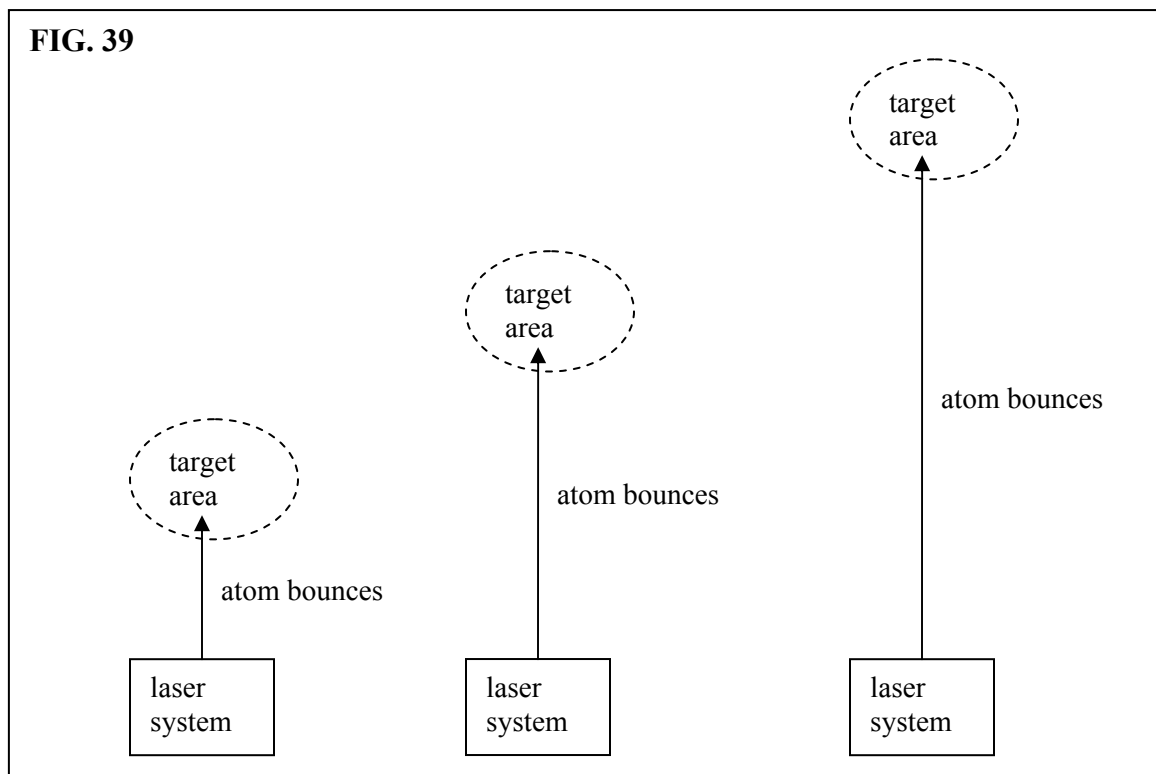 FIG. 39
target
area
atom bounces
laser
system
target
area
atom bounces
laser
system
target
area
atom bounces
laser
system